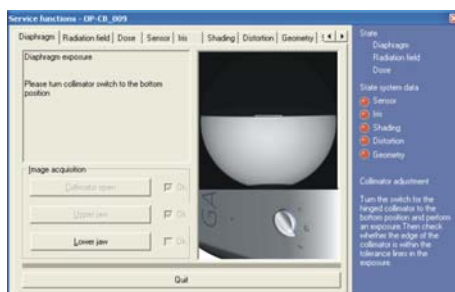 Service functions - OP-CB_009
Diaphragm
Radiation field
Dose
Sensor
Iris
Shading
Distortion
Geometry
Diaphragm exposure
Please turn collimator switch to the bottom
position
Image acquisition
Collimator open
Ok
Upper jaw
Ok
Lower jaw
Ok
Quit
GA
State
Diaphragm
Radiation field
Dose
State system data
Sensor
Iris
Shading
Distortion
Geometry
Collimator adjustment
Turn the switch for the
hinged collimator to the
bottom position and perform
an exposure.Then check
whether the edge of the
collimator is within the
tolerance lines in the
exposure.